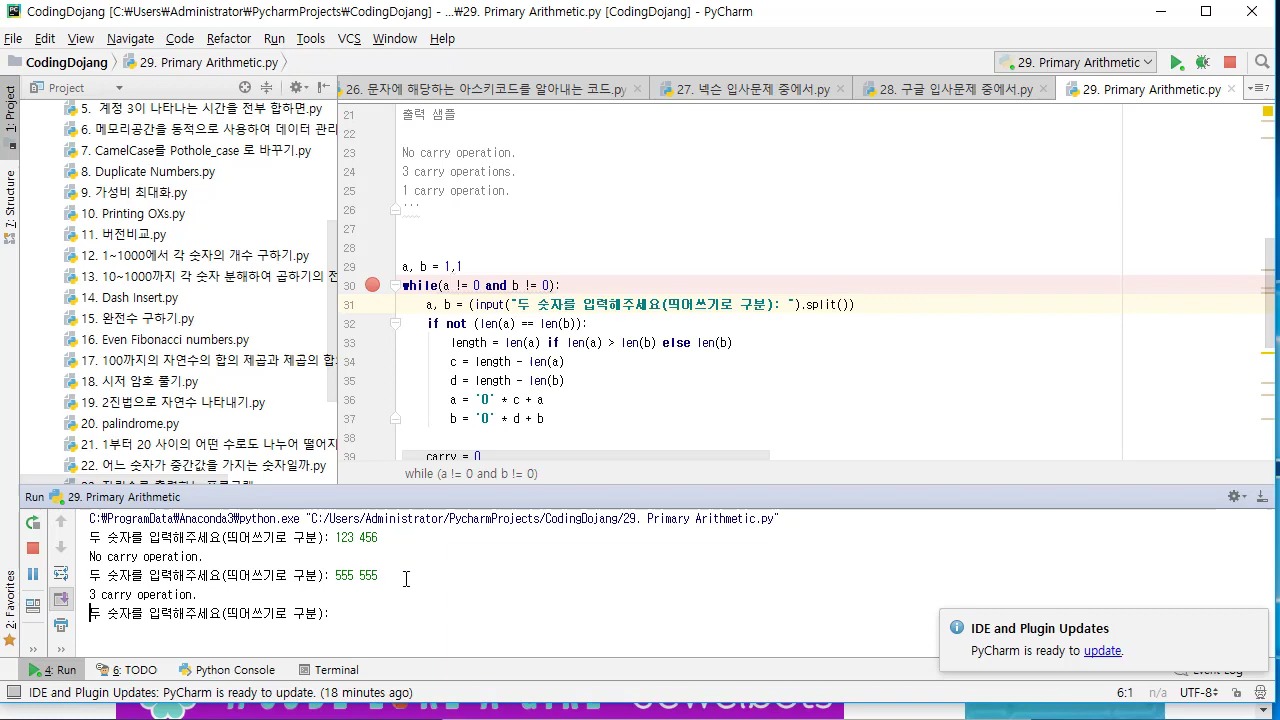 CodingDojang [C:₩Users₩Administrator₩PycharmProjects₩CodingDojang] - ...₩29. Primary Arithmetic.py [CodingDojang] - PyCharm
File Edit View Navigate Code Refactor Run Tools VCS Window Help
CodingDojang 29. Primary Arithmetic.py 29. Primary Arithmetic
Project 26. 문자에 해당하는 아스키코드를 알아내는 코드.py 27. 넥슨 입사문제 중에서.py 28. 구글 입사문제 중에서.py 29. Primary Arithmetic.py
1: Project
7: Structure
2: Favorites
5. 계정 3이 나타나는 시간을 전부 합하면.py
6. 메모리공간을 동적으로 사용하여 데이터 관리
7. CamelCase를 Pothole_case 로 바꾸기.py
8. Duplicate Numbers.py
9. 가성비 최대화.py
10. Printing OXs.py
11. 버전비교.py
12. 1~1000에서 각 숫자의 개수 구하기.py
13. 10~1000까지 각 숫자 분해하여 곱하기의 전
14. Dash Insert.py
15. 완전수 구하기.py
16. Even Fibonacci numbers.py
17. 100까지의 자연수의 합의 제곱과 제곱의 합
18. 시저 암호 풀기.py
19. 2진법으로 자연수 나타내기.py
20. palindrome.py
21. 1부터 20 사이의 어떤 수로도 나누어 떨어지
22. 어느 숫자가 중간값을 가지는 숫자일까.py
21 출력 샘플
22
23 No carry operation.
24 3 carry operations.
25 1 carry operation.
26 '''
27
28
29 a, b = 1,1
30 while(a != 0 and b != 0):
31 a, b = (input("두 숫자를 입력해주세요(띄어쓰기로 구분): ").split())
32 if not (len(a) == len(b)):
33 length = len(a) if len(a) > len(b) else len(b)
34 c = length - len(a)
35 d = length - len(b)
36 a = '0' * c + a
37 b = '0' * d + b
38
39 carry = 0
while (a != 0 and b != 0)
Run 29. Primary Arithmetic
C:₩ProgramData₩Anaconda3₩python.exe "C:/Users/Administrator/PycharmProjects/CodingDojang/29. Primary Arithmetic.py"
두 숫자를 입력해주세요(띄어쓰기로 구분): 123 456
No carry operation.
두 숫자를 입력해주세요(띄어쓰기로 구분): 555 555
3 carry operation.
두 숫자를 입력해주세요(띄어쓰기로 구분):
IDE and Plugin Updates
PyCharm is ready to update.
4: Run 6: TODO Python Console Terminal Event Log
IDE and Plugin Updates: PyCharm is ready to update. (18 minutes ago) 6:1 n/a UTF-8